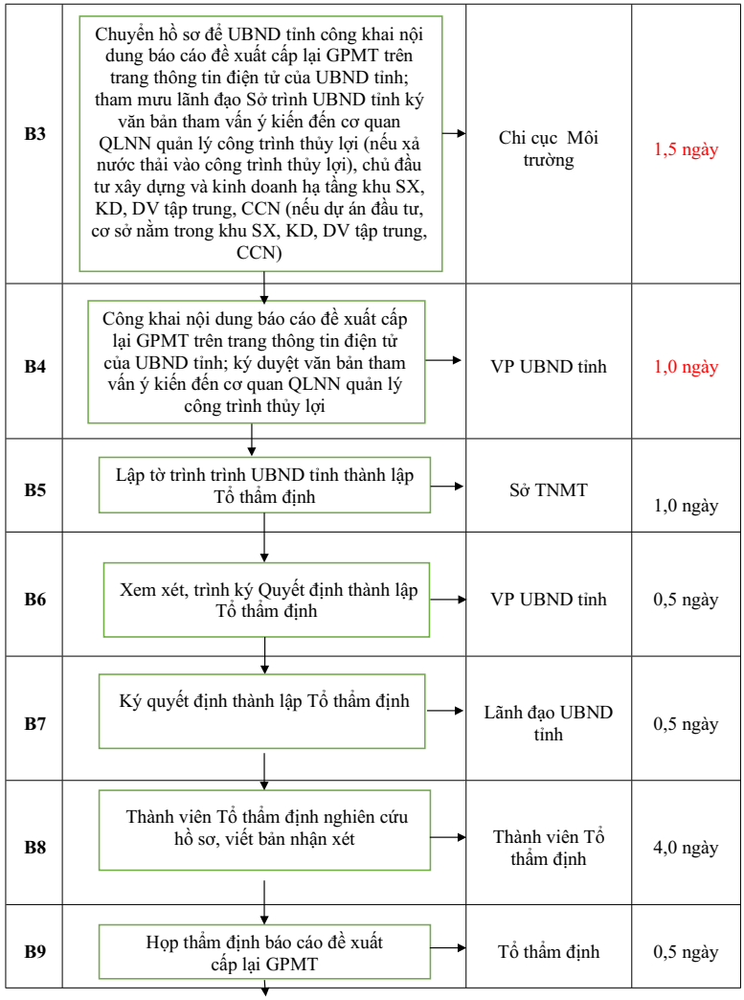 B3
Chuyển hồ sơ để UBND tỉnh công khai nội
dung báo cáo đề xuất cấp lại GPMT trên
trang thông tin điện tử của UBND tỉnh;
tham mưu lãnh đạo Sở trình UBND tỉnh ký
văn bản tham vấn ý kiến đến cơ quan
QLNN quản lý công trình thủy lợi (nếu xả
nước thải vào công trình thủy lợi), chủ đầu
tư xây dựng và kinh doanh hạ tầng khu SX,
KD, DV tập trung, CCN (nếu dự án đầu tư,
cơ sở nằm trong khu SX, KD, DV tập trung,
CCN)
Chi cục Môi
trường
1,5 ngày
B4
Công khai nội dung báo cáo đề xuất cấp
lại GPMT trên trang thông tin điện tử
của UBND tỉnh; ký duyệt văn bản tham
vấn ý kiến đến cơ quan QLNN quản lý
công trình thủy lợi
VP UBND tỉnh
1,0 ngày
B5
Lập tờ trình trình UBND tỉnh thành lập
Tổ thẩm định
Sở TNMT
1,0 ngày
B6
Xem xét, trình ký Quyết định thành lập
Tổ thẩm định
VP UBND tỉnh
0,5 ngày
B7
Ký quyết định thành lập Tổ thẩm định
Lãnh đạo UBND
tỉnh
0,5 ngày
B8
Thành viên Tổ thẩm định nghiên cứu
hồ sơ, viết bản nhận xét
Thành viên Tổ
thẩm định
4,0 ngày
B9
Họp thẩm định báo cáo đề xuất
cấp lại GPMT
Tổ thẩm định
0,5 ngày